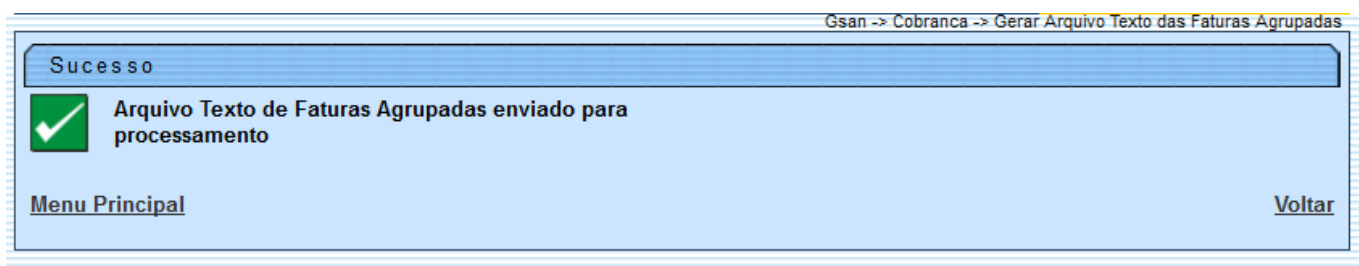 Gsan -> Cobranca -> Gerar Arquivo Texto das Faturas Agrupadas
Sucesso
Arquivo Texto de Faturas Agrupadas enviado para
processamento
Menu Principal
Voltar